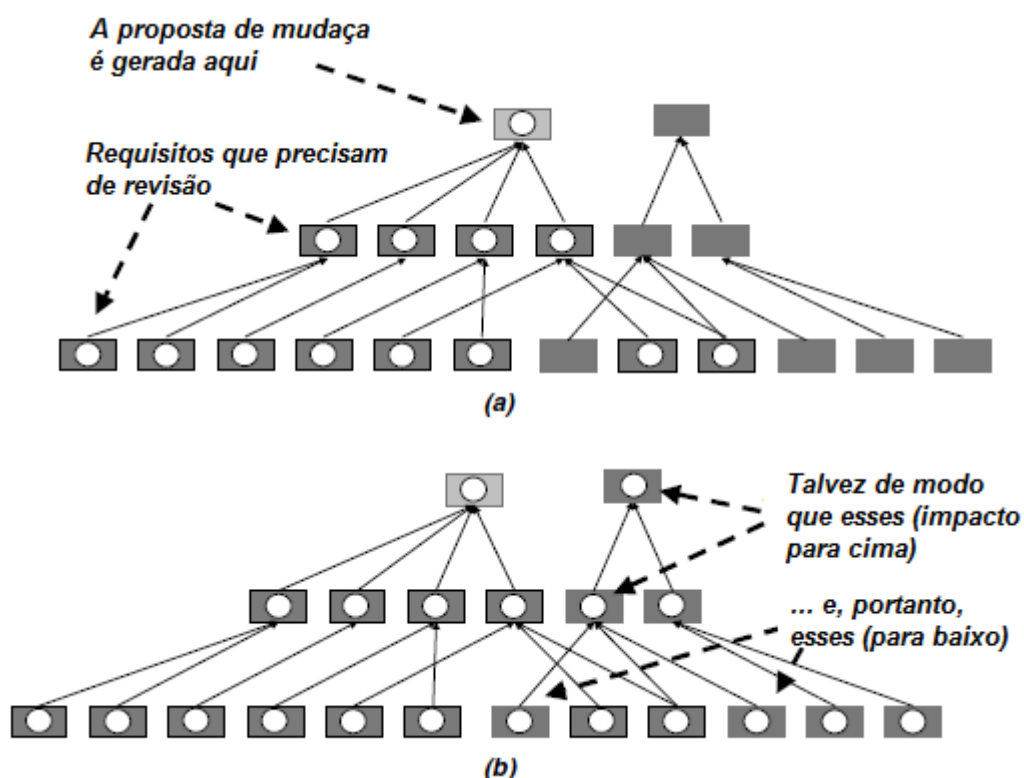 A proposta de mudaça
é gerada aqui
Requisitos que precisam
de revisão
(a)
Talvez de modo
que esses (impacto
para cima)
... e, portanto,
esses (para baixo)
(b)